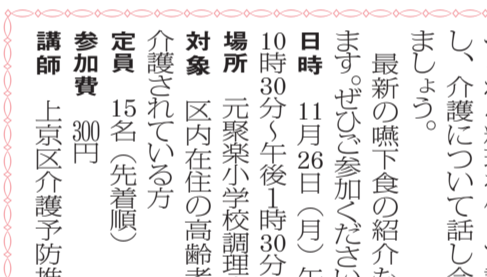 し、介護について話し合
ましょう。
最新の嚥下食の紹介
ます。ぜひご参加ください
日時 11月26日（月）午
10時30分～午後1時30分
場所 元聚楽小学校調理
対象 区内在住の高齢者
介護されている方
定員 15名（先着順）
参加費 300円
講師 上京区介護予防推